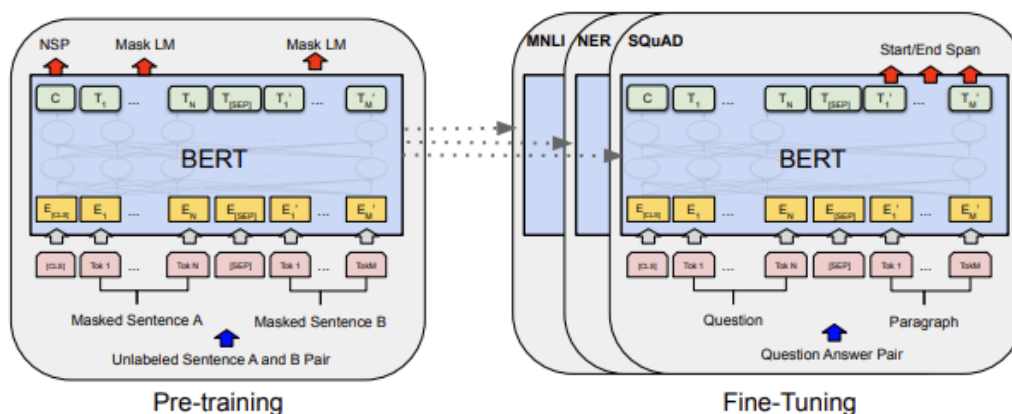 NSP Mask LM Mask LM
C T1 ... TN T[SEP] T1' ... TM'
BERT
E[CLS] E1 ... EN E[SEP] E1' ... EM'
[CLS] Tok 1 ... Tok N [SEP] Tok 1 ... TokM
Masked Sentence A Masked Sentence B
Unlabeled Sentence A and B Pair
Pre-training
MNLI NER SQuAD
Start/End Span
C T1 ... TN T[SEP] T1' ... TM'
BERT
E[CLS] E1 ... EN E[SEP] E1' ... EM'
[CLS] Tok 1 ... Tok N [SEP] Tok 1 ... TokM
Question Paragraph
Question Answer Pair
Fine-Tuning